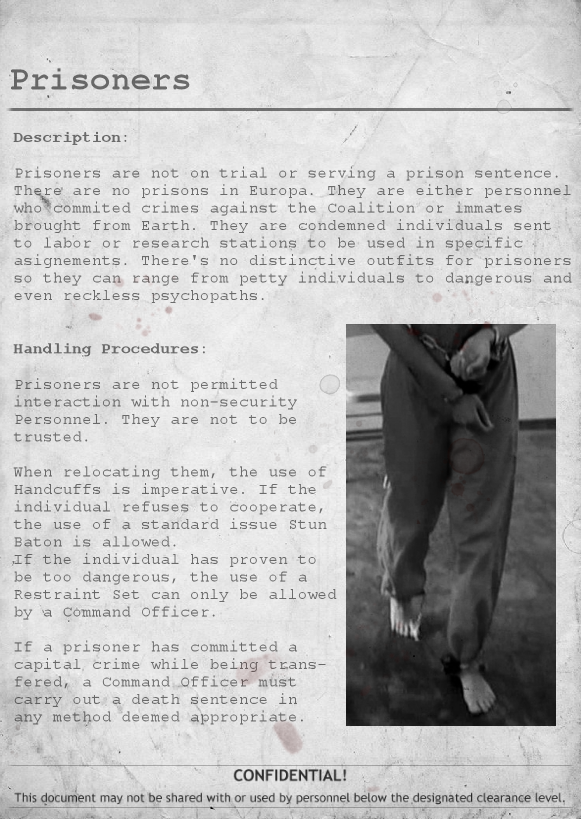 Prisoners
Description:
Prisoners are not on trial or serving a prison sentence.
There are no prisons in Europa. They are either personnel
who commited crimes against the Coalition or immates
brought from Earth. They are condemned individuals sent
to labor or research stations to be used in specific
asignements. There's no distinctive outfits for prisoners
so they can range from petty individuals to dangerous and
even reckless psychopaths.
Handling Procedures:
Prisoners are not permitted
interaction with non-security
Personnel. They are not to be
trusted.
When relocating them, the use of
Handcuffs is imperative. If the
individual refuses to cooperate,
the use of a standard issue Stun
Baton is allowed.
If the individual has proven to
be too dangerous, the use of a
Restraint Set can only be allowed
by a Command Officer.
If a prisoner has committed a
capital crime while being trans-
fered, a Command Officer must
carry out a death sentence in
any method deemed appropriate.
CONFIDENTIAL!
This document may not be shared with or used by personnel below the designated clearance level.